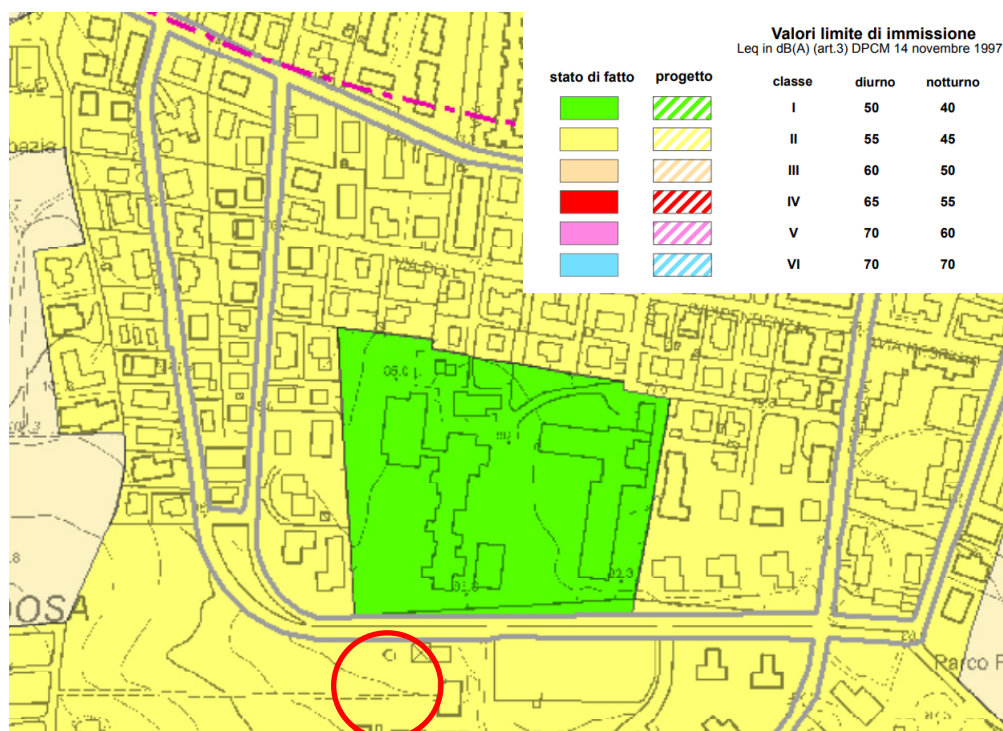 Valori limite di immissione
Leq in dB(A) (art.3) DPCM 14 novembre 1997
stato di fatto progetto classe diurno notturno
I 50 40
II 55 45
III 60 50
IV 65 55
V 70 60
VI 70 70
INDIPENDENZA
OSA
Parco